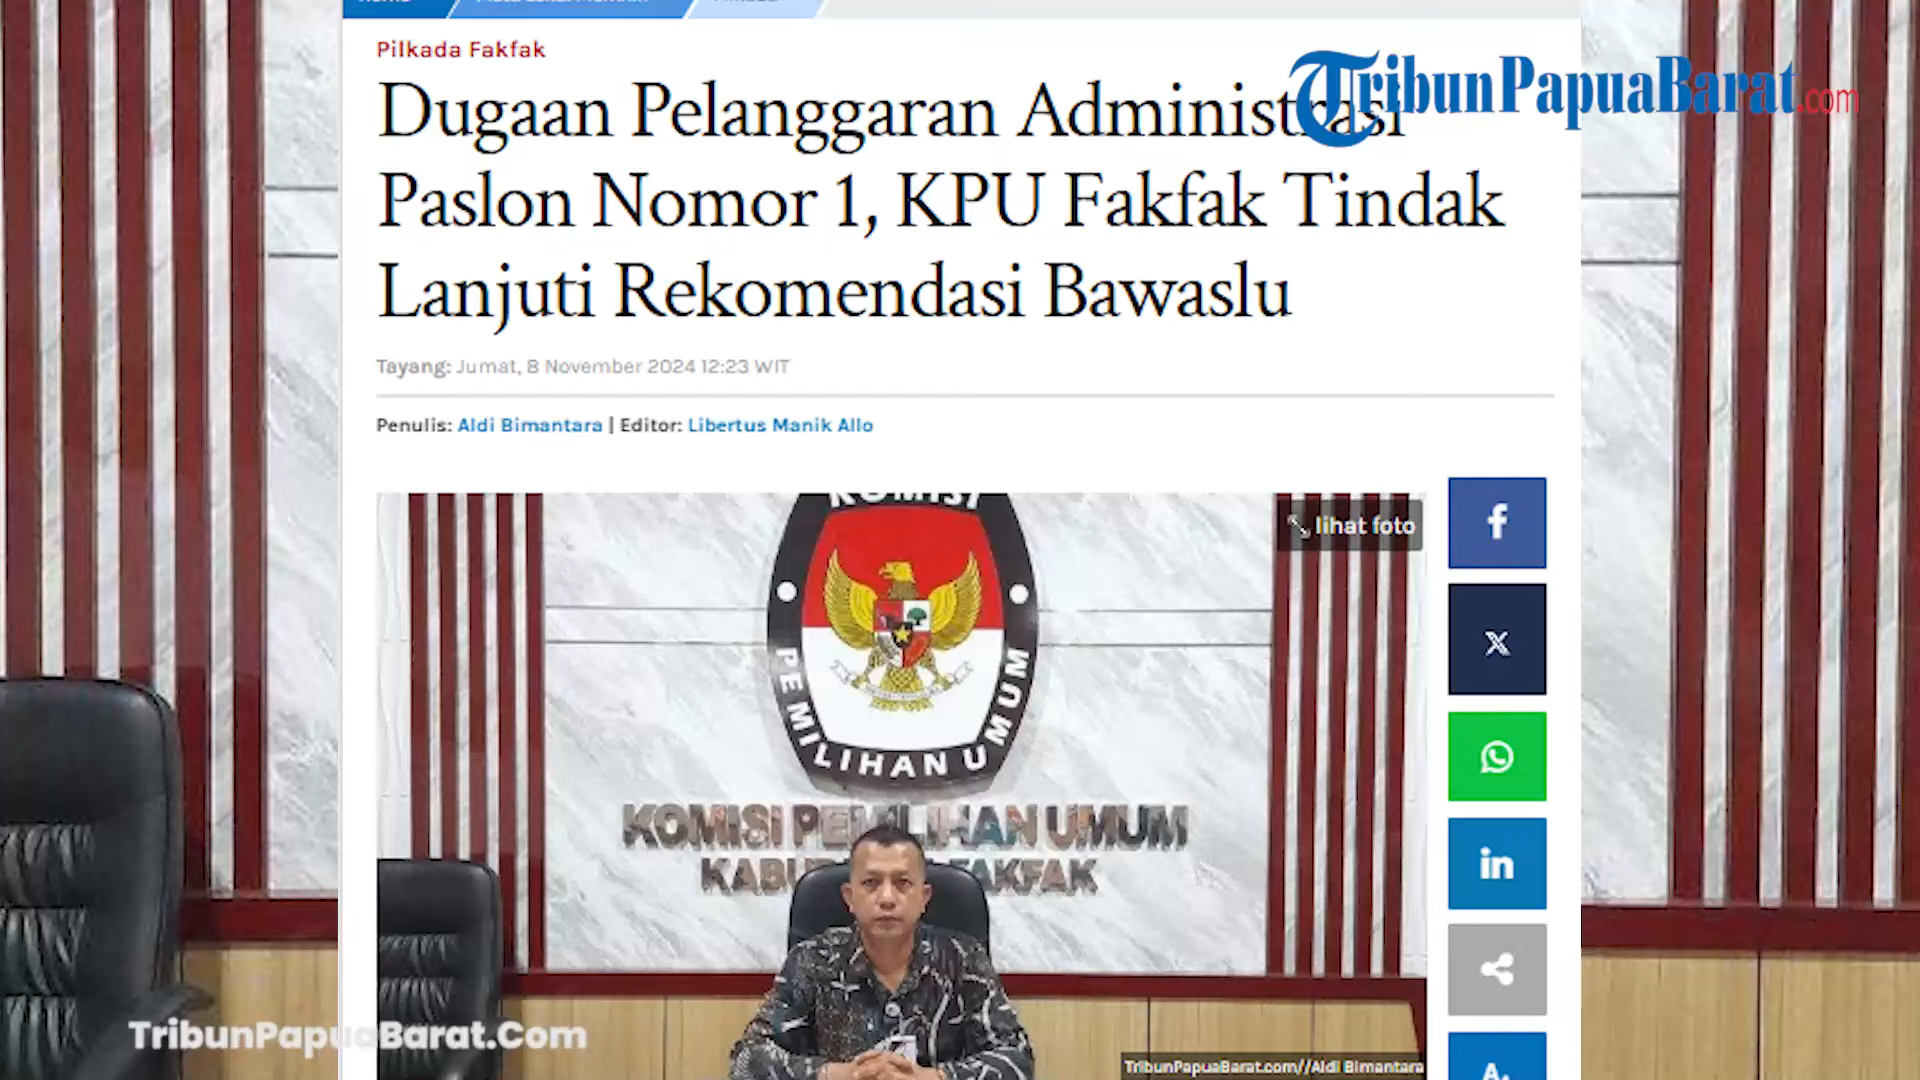 Pilkada Fakfak
TribunPapuaBarat.com
Dugaan Pelanggaran Administrasi
Paslon Nomor 1, KPU Fakfak Tindak
Lanjuti Rekomendasi Bawaslu
Tayang: Jumat, 8 November 2024 12:23 WIT
Penulis: Aldi Bimantara | Editor: Libertus Manik Allo
lihat foto
KOMISI
PEMILIHAN UMUM
KOMISI PEMILIHAN UMUM
FAKFAK
TribunPapuaBarat.Com
TribunPapuaBarat.com//Aldi Bimantara